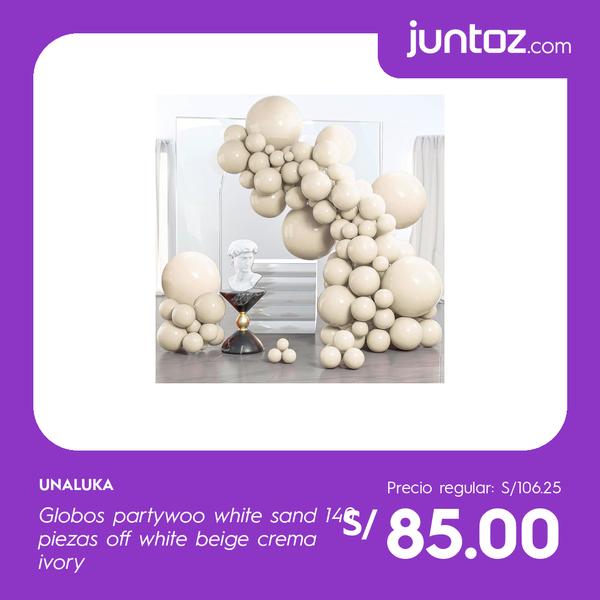 juntoz.com
UNALUKA
Globos partywoo white sand 140
piezas off white beige crema
ivory
Precio regular: S/106.25
S/ 85.00